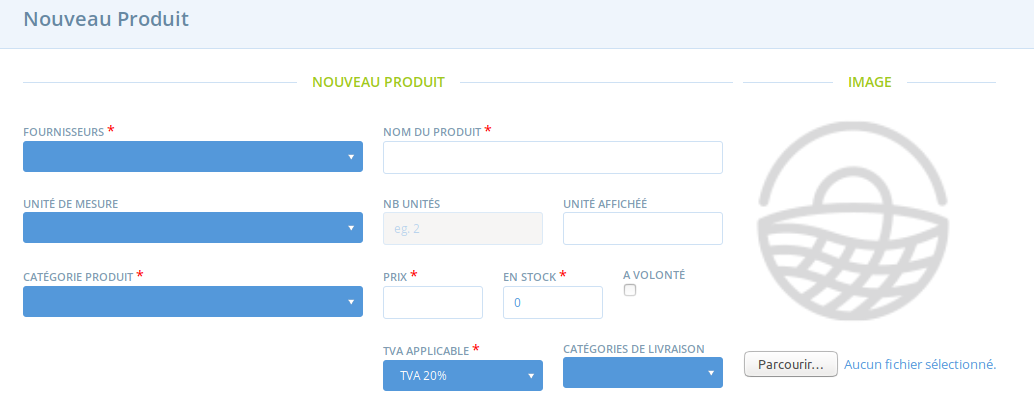 Nouveau Produit
NOUVEAU PRODUIT
IMAGE
FOURNISSEURS *
NOM DU PRODUIT *
UNITÉ DE MESURE
NB UNITÉS
UNITÉ AFFICHÉÉ
eg. 2
CATÉGORIE PRODUIT *
PRIX *
EN STOCK *
A VOLONTÉ
0
TVA APPLICABLE *
CATÉGORIES DE LIVRAISON
TVA 20%
Parcourir...
Aucun fichier sélectionné.